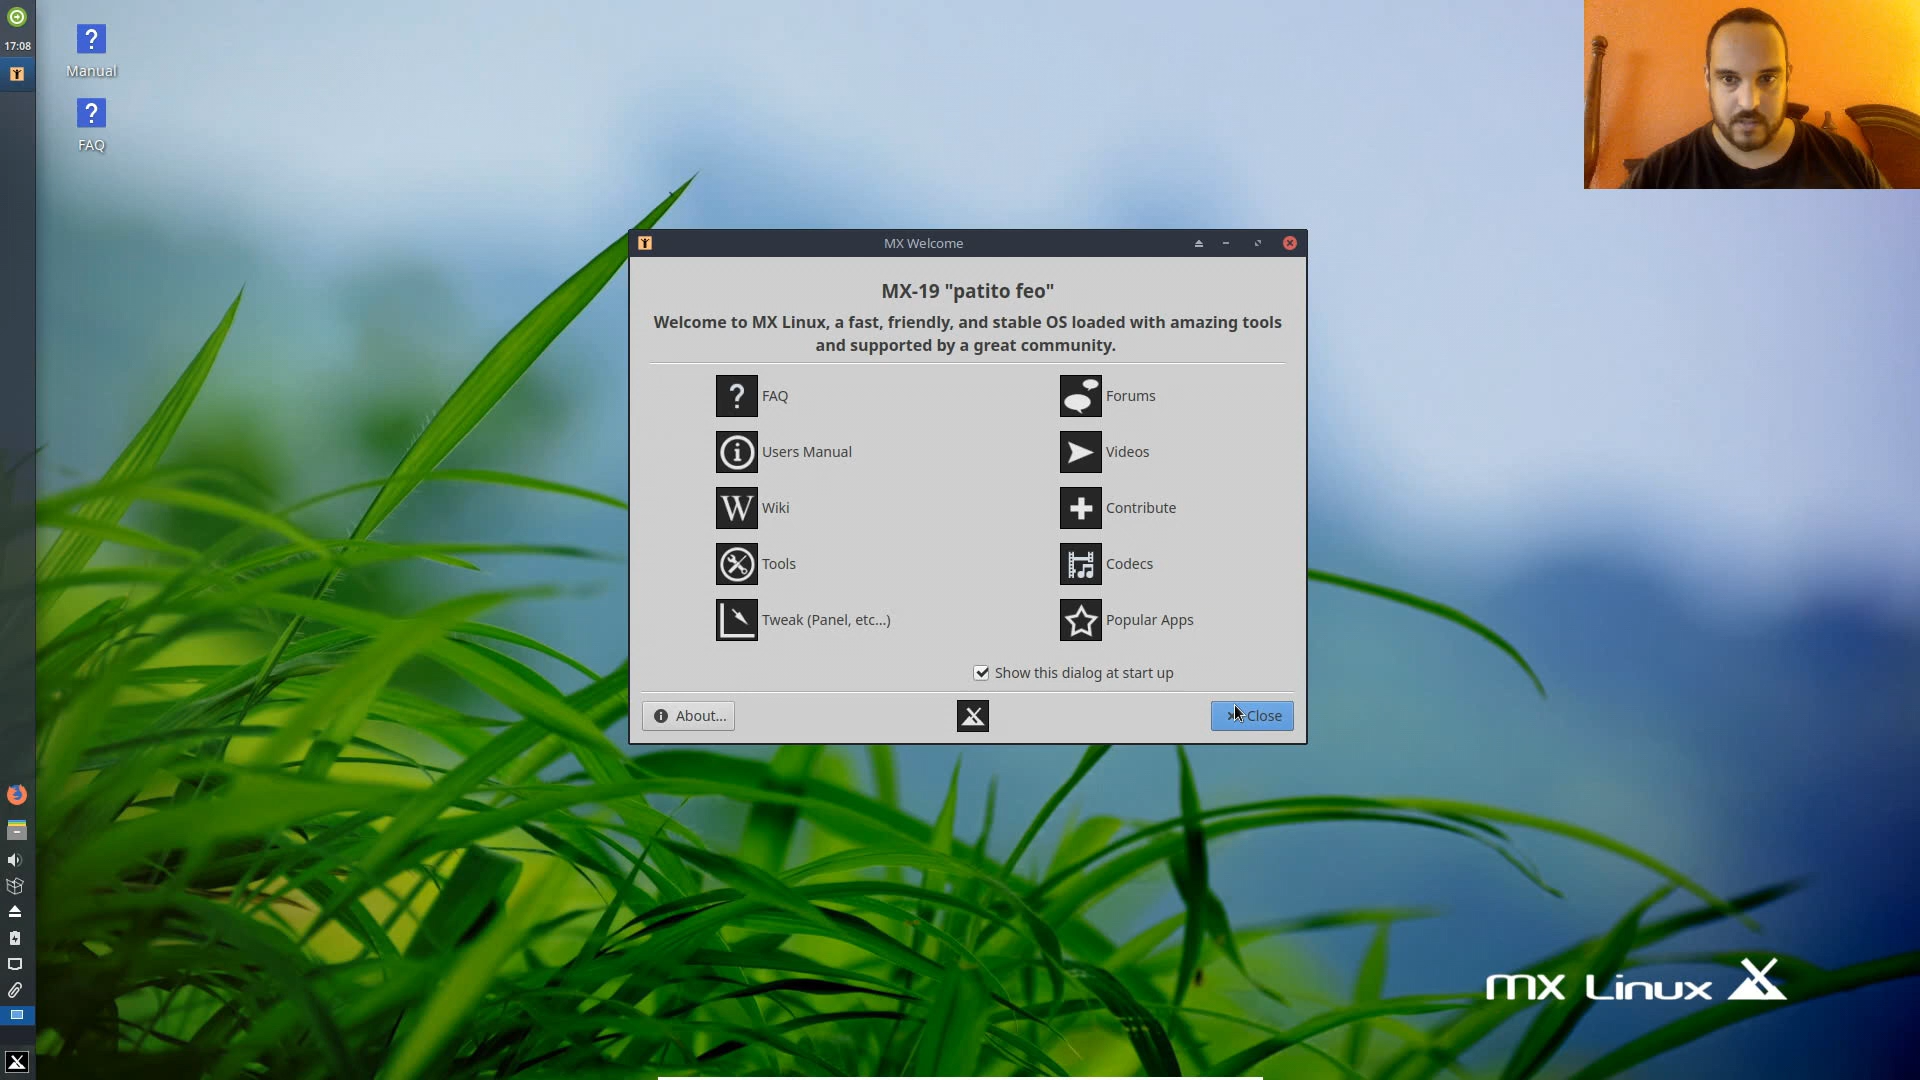 17:08
Manual
FAQ
MX Welcome
MX-19 "patito feo"
Welcome to MX Linux, a fast, friendly, and stable OS loaded with amazing tools
and supported by a great community.
FAQ
Forums
Users Manual
Videos
Wiki
Contribute
Tools
Codecs
Tweak (Panel, etc...)
Popular Apps
Show this dialog at start up
About...
Close
mx Linux